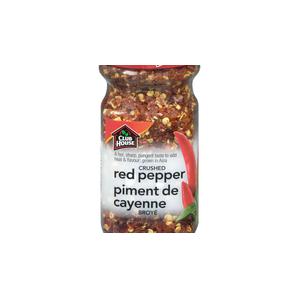 CLUB
HOUSE
A hot, sharp, pungent taste to add
heat & flavour, grown in Asia
CRUSHED
red pepper
piment de
cayenne
BROYÉ